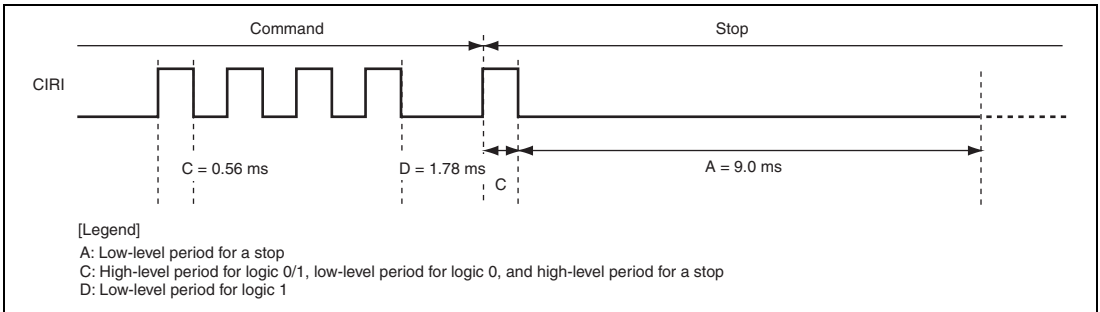 Command
Stop
CIRI
C = 0.56 ms
D = 1.78 ms
C
A = 9.0 ms
[Legend]
A: Low-level period for a stop
C: High-level period for logic 0/1, low-level period for logic 0, and high-level period for a stop
D: Low-level period for logic 1